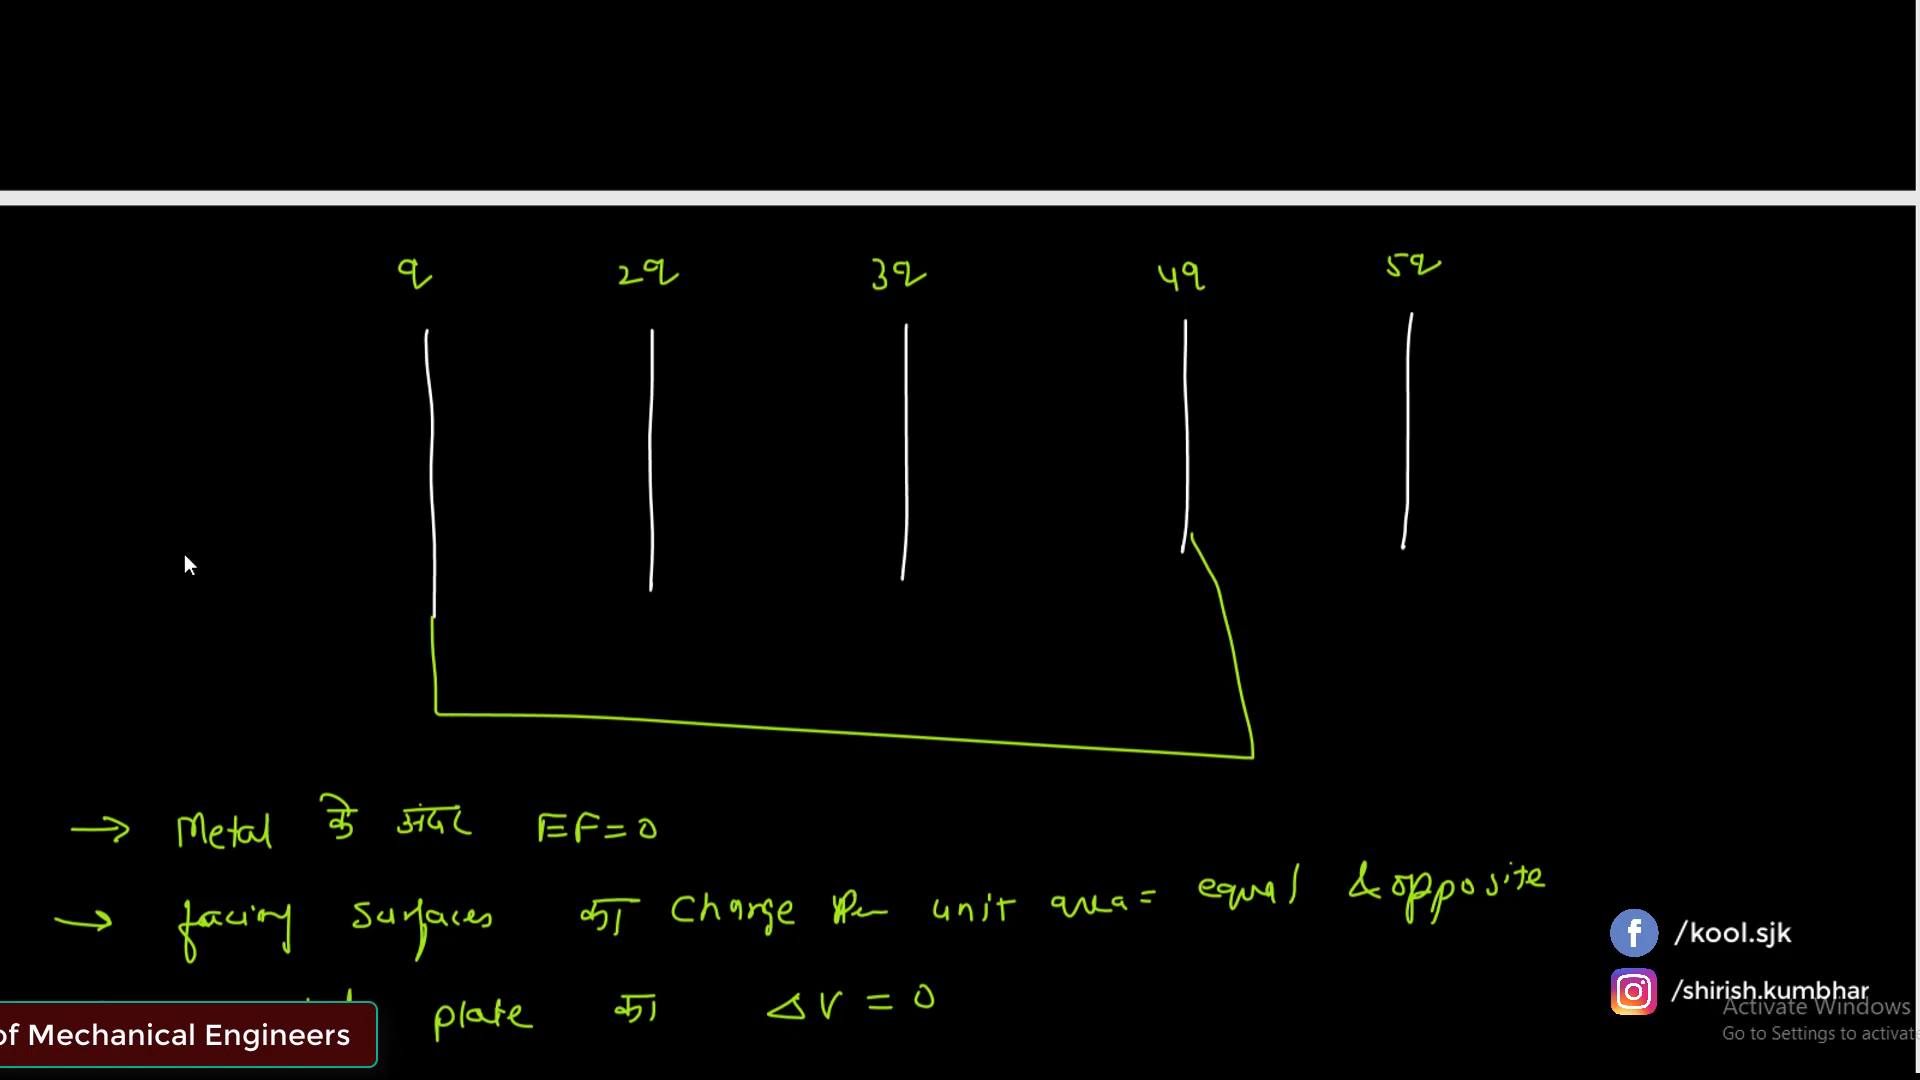 q 2q 3q 4q 5q
→ Metal के अंदर EF=0
→ facing surfaces का Charge Per unit area = equal & opposite
plate का ΔV = 0
/kool.sjk
/shirish.kumbhar
Activate Windows
Go to Settings to activat
of Mechanical Engineers